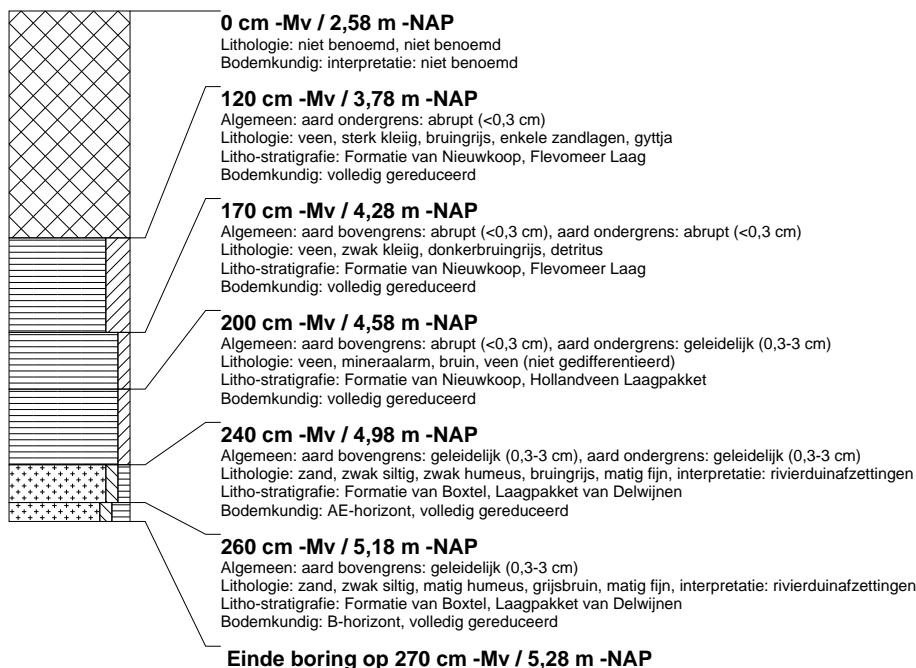 0 cm -Mv / 2,58 m -NAP
Lithologie: niet benoemd, niet benoemd
Bodemkundig: interpretatie: niet benoemd
120 cm -Mv / 3,78 m -NAP
Algemeen: aard ondergrens: abrupt (<0,3 cm)
Lithologie: veen, sterk kleiig, bruingrijs, enkele zandlagen, gyttja
Litho-stratigrafie: Formatie van Nieuwkoop, Flevomeer Laag
Bodemkundig: volledig gereduceerd
170 cm -Mv / 4,28 m -NAP
Algemeen: aard bovengrens: abrupt (<0,3 cm), aard ondergrens: abrupt (<0,3 cm)
Lithologie: veen, zwak kleiig, donkerbruingrijs, detritus
Litho-stratigrafie: Formatie van Nieuwkoop, Flevomeer Laag
Bodemkundig: volledig gereduceerd
200 cm -Mv / 4,58 m -NAP
Algemeen: aard bovengrens: abrupt (<0,3 cm), aard ondergrens: geleidelijk (0,3-3 cm)
Lithologie: veen, mineraalarm, bruin, veen (niet gedifferentieerd)
Litho-stratigrafie: Formatie van Nieuwkoop, Hollandveen Laagpakket
Bodemkundig: volledig gereduceerd
240 cm -Mv / 4,98 m -NAP
Algemeen: aard bovengrens: geleidelijk (0,3-3 cm), aard ondergrens: geleidelijk (0,3-3 cm)
Lithologie: zand, zwak siltig, zwak humeus, bruingrijs, matig fijn, interpretatie: rivierduinafzettingen
Litho-stratigrafie: Formatie van Boxtel, Laagpakket van Delwijnen
Bodemkundig: AE-horizont, volledig gereduceerd
260 cm -Mv / 5,18 m -NAP
Algemeen: aard bovengrens: geleidelijk (0,3-3 cm)
Lithologie: zand, zwak siltig, matig humeus, grijsbruin, matig fijn, interpretatie: rivierduinafzettingen
Litho-stratigrafie: Formatie van Boxtel, Laagpakket van Delwijnen
Bodemkundig: B-horizont, volledig gereduceerd
Einde boring op 270 cm -Mv / 5,28 m -NAP